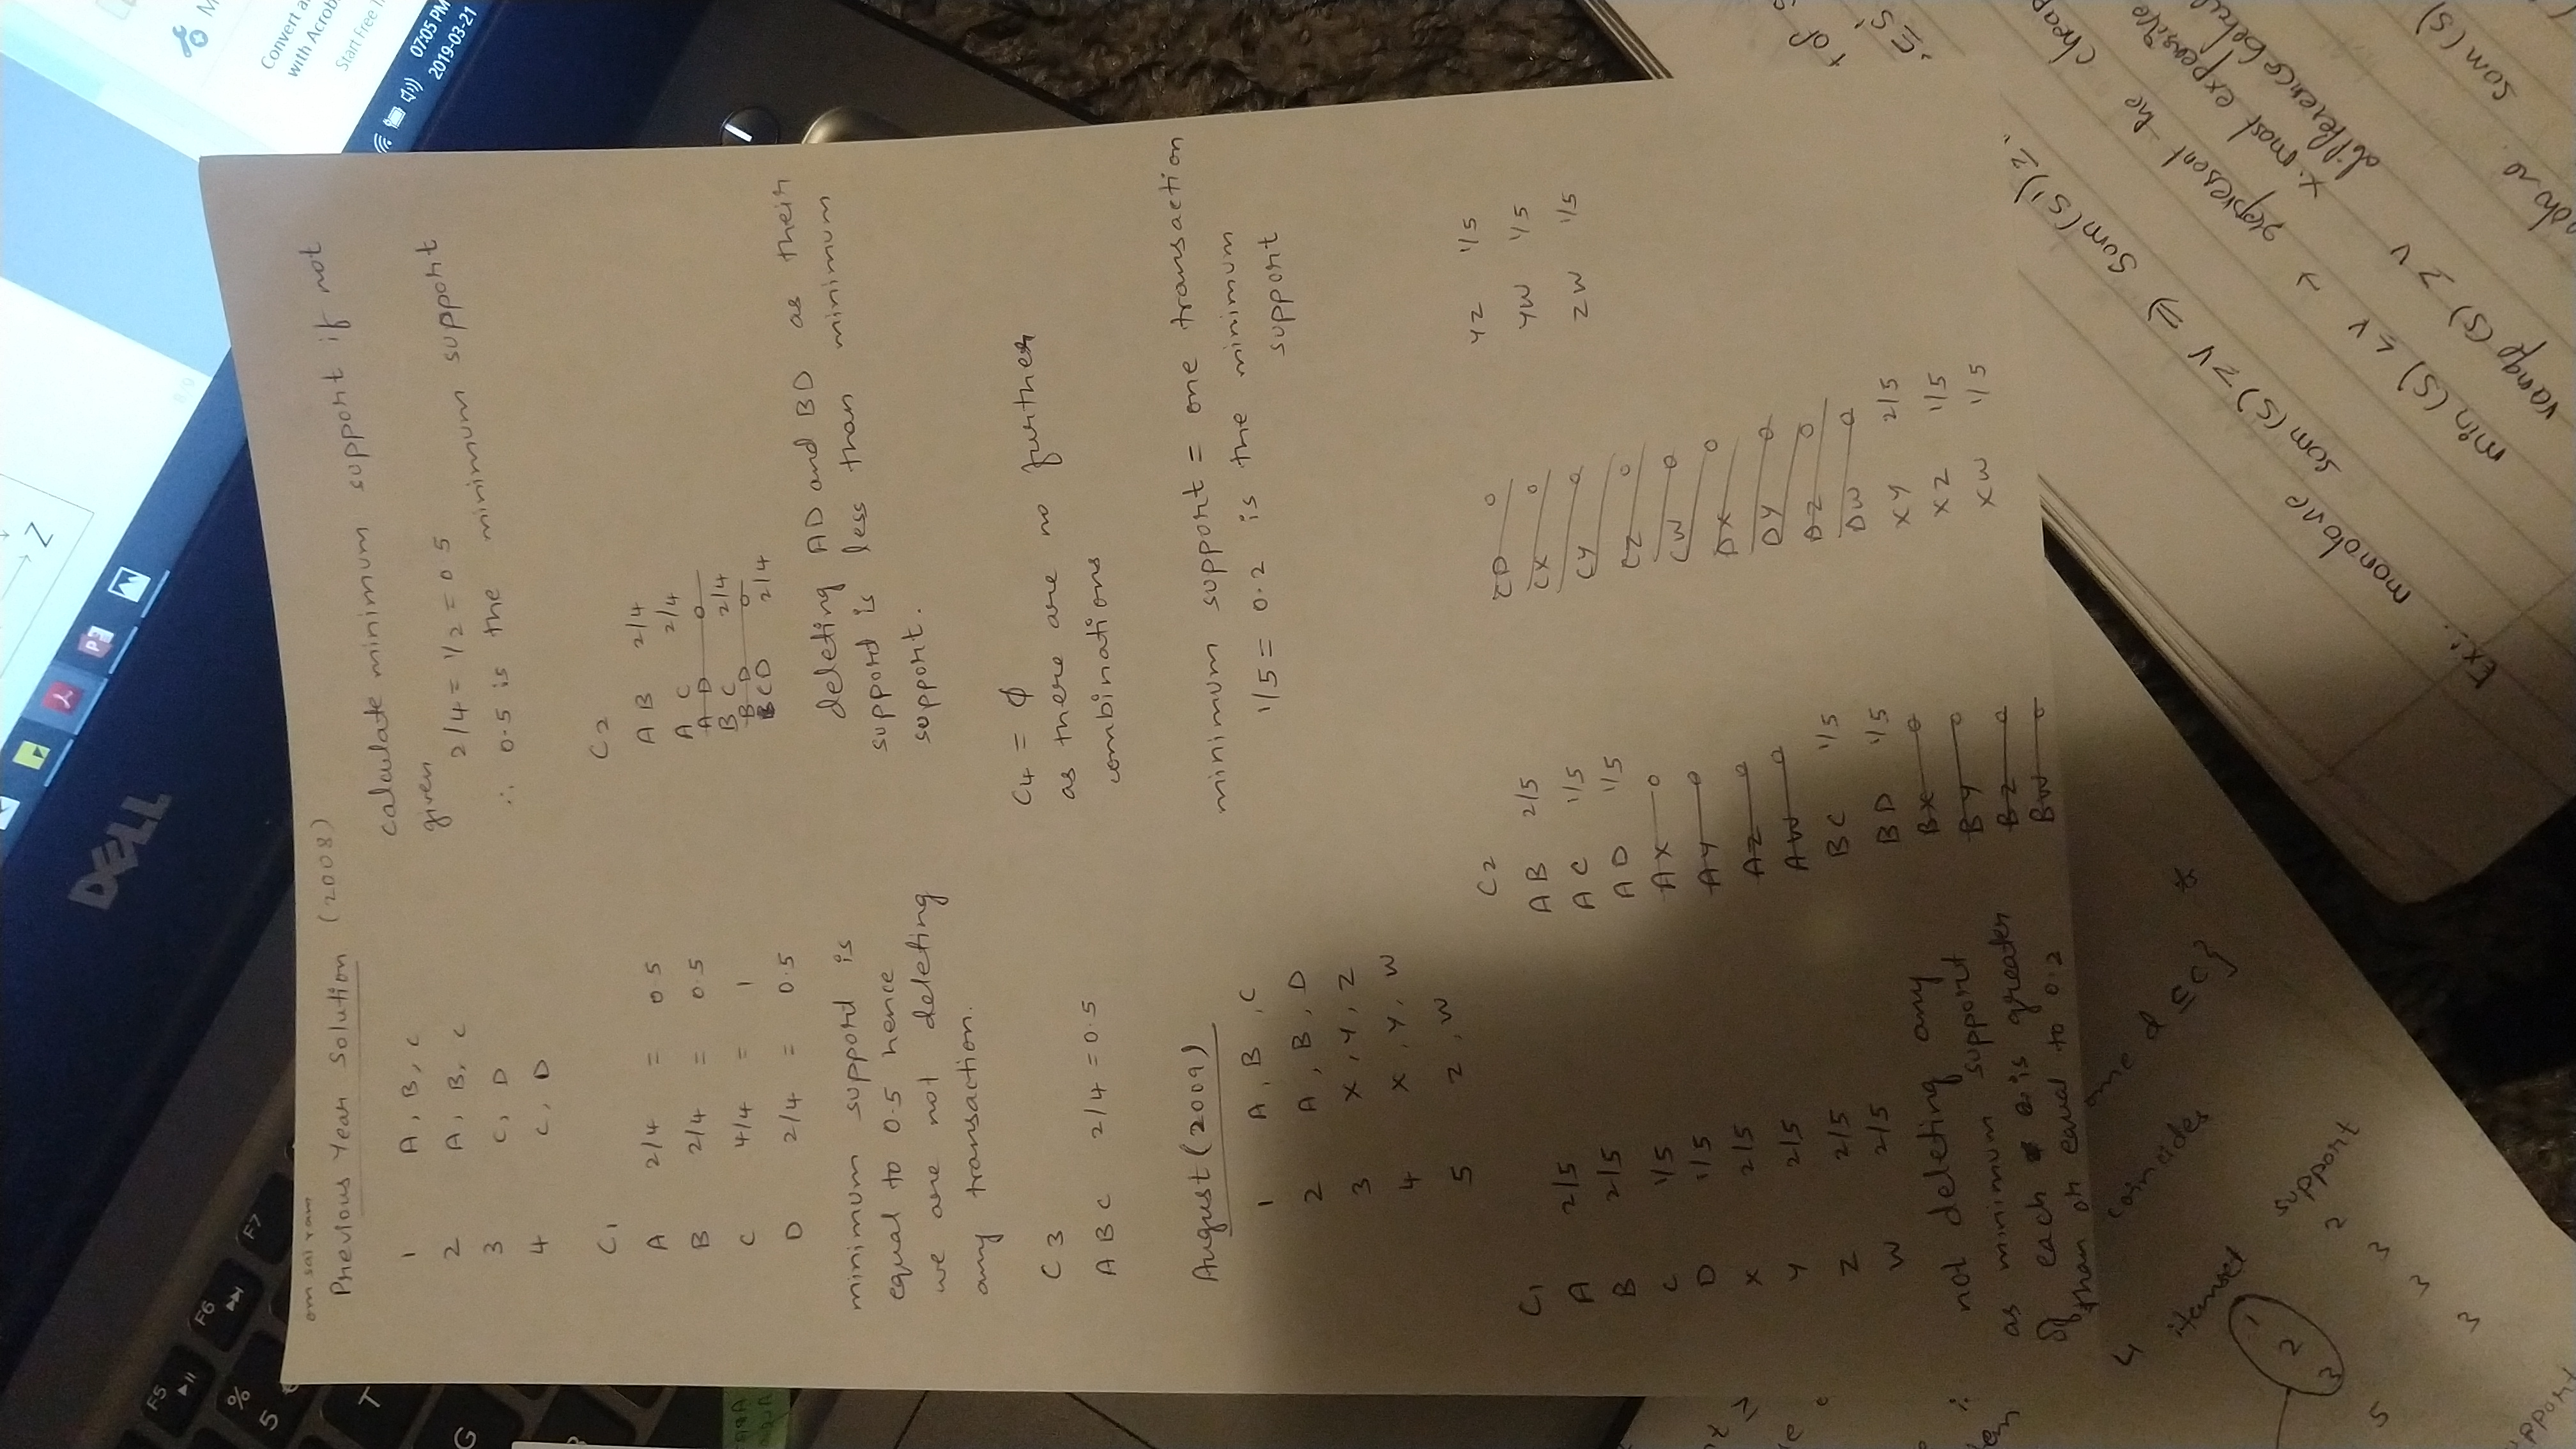 Z
DELL
F5
F6
F7
%
5
T
G
M
Convert a
with Acrob
Start Free T
07:05 PM
2019-03-21
om sai ram
Previous Year Solution (2008)
1 A, B, C
2 A, B, C
3 C, D
4 C, D
calculate minimum support if not
given
2/4 = 1/2 = 0.5
∴ 0.5 is the minimum support
C1
A 2/4 = 0.5
B 2/4 = 0.5
C 4/4 = 1
D 2/4 = 0.5
minimum support is
equal to 0.5 hence
we are not deleting
any transaction.
C2
A B 2/4
A C 2/4
A D 0
B C 2/4
B D 0
CD 2/4
deleting AD and BD as their
support is less than minimum
support.
C3
A B C 2/4 = 0.5
C4 = ∅
as there are no further
combinations
August (2009)
1 A, B, C
2 A, B, D
3 X, Y, Z
4 X, Y, W
5 Z, W
minimum support = one transaction
1/5 = 0.2 is the minimum
support
C1
A 2/5
B 2/5
C 1/5
D 1/5
X 2/5
Y 2/5
Z 2/5
W 2/5
∴ not deleting any
as minimum support
of each is greater
than or equal to 0.2
C2
AB 2/5
AC 1/5
AD 1/5
AX 0
AY 0
AZ 0
AW 0
BC 1/5
BD 1/5
BX 0
BY 0
BZ 0
BW 0
CD 0
CX 0
CY 0
CZ 0
CW 0
DX 0
DY 0
DZ 0
DW 0
XY 2/5
XZ 1/5
XW 1/5
YZ 1/5
YW 1/5
ZW 1/5
d ⊆ C} *
coincides
itemset support
1 2
2 3
3 3
5 3
Ex:. monotone
sum(S) ≥ v ⇒ sum(S') ≥
min(S) ≤ v → represent the cheap
range(S) ≥ v x. most expensive
difference
sum(S)